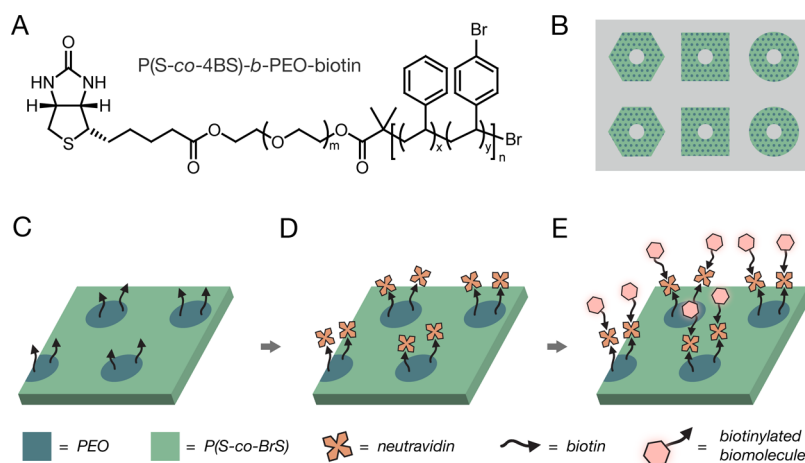 A
B
P(S-co-4BS)-b-PEO-biotin
Br
O
HN
NH
H
H
S
O
O
O
O
m
O
O
x
y
n
Br
C
D
E
= PEO
= P(S-co-BrS)
= neutravidin
= biotin
= biotinylated
biomolecule